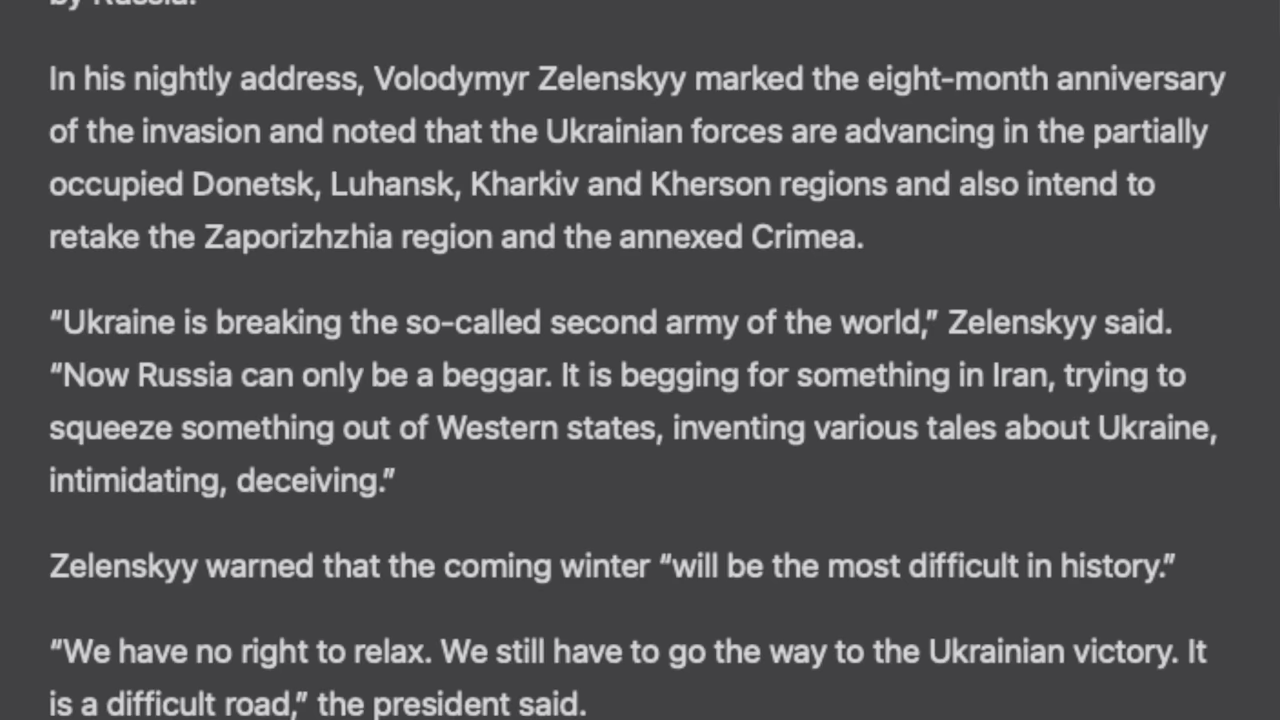 by Russia.
In his nightly address, Volodymyr Zelenskyy marked the eight-month anniversary
of the invasion and noted that the Ukrainian forces are advancing in the partially
occupied Donetsk, Luhansk, Kharkiv and Kherson regions and also intend to
retake the Zaporizhzhia region and the annexed Crimea.
“Ukraine is breaking the so-called second army of the world,” Zelenskyy said.
“Now Russia can only be a beggar. It is begging for something in Iran, trying to
squeeze something out of Western states, inventing various tales about Ukraine,
intimidating, deceiving.”
Zelenskyy warned that the coming winter “will be the most difficult in history.”
“We have no right to relax. We still have to go the way to the Ukrainian victory. It
is a difficult road,” the president said.